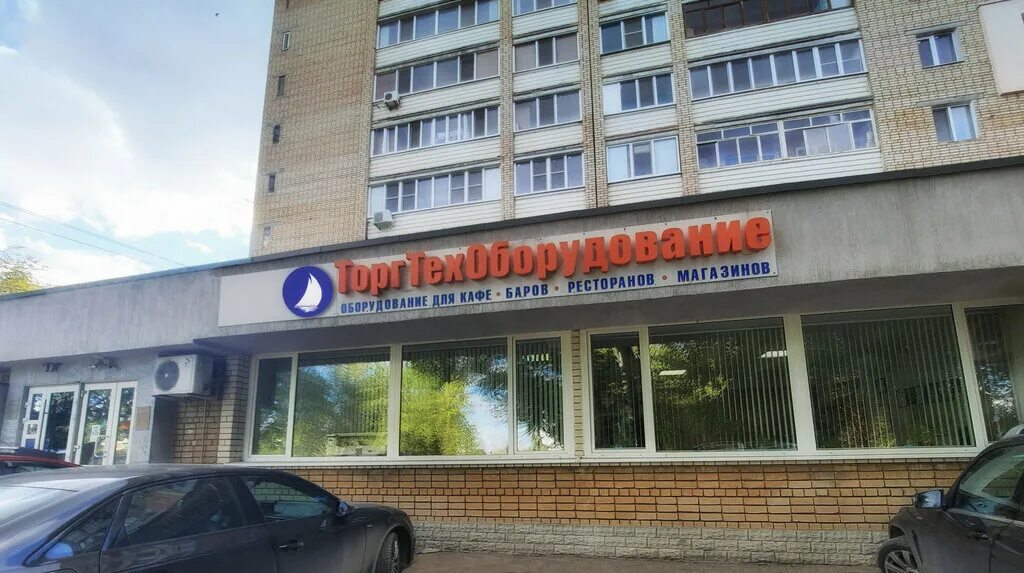 ТоргТехОборудование
ОБОРУДОВАНИЕ ДЛЯ КАФЕ • БАРОВ • РЕСТОРАНОВ • МАГАЗИНОВ